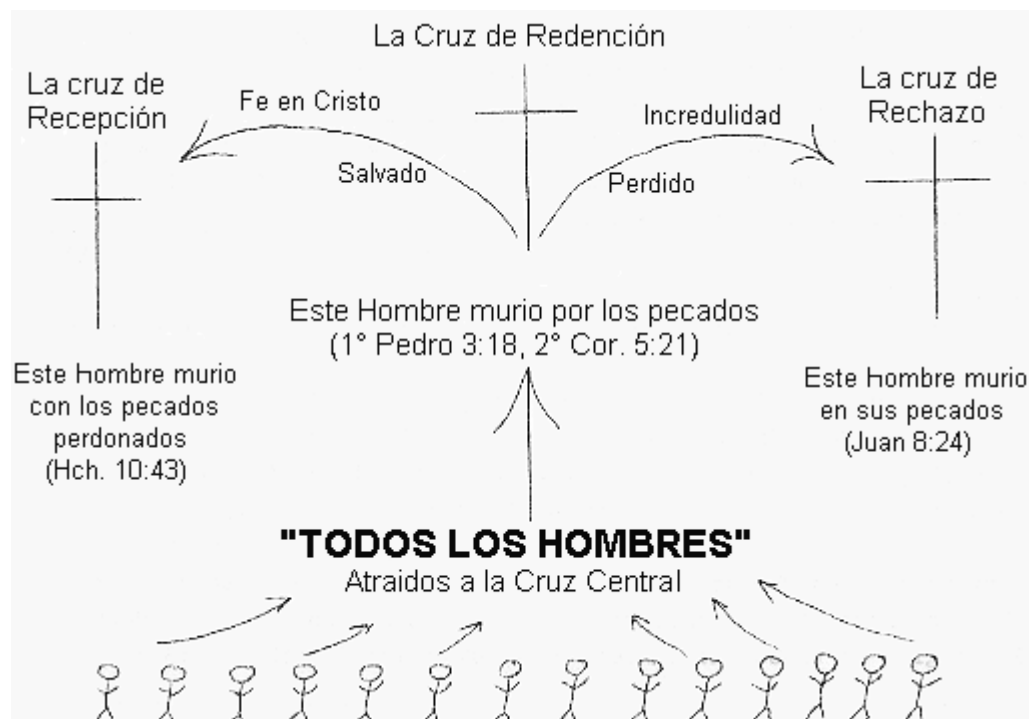 La Cruz de Redención
La cruz de
Recepción
Fe en Cristo
Salvado
Incredulidad
Perdido
La cruz de
Rechazo
Este Hombre murio por los pecados
(1° Pedro 3:18, 2° Cor. 5:21)
Este Hombre murio
con los pecados
perdonados
(Hch. 10:43)
Este Hombre murio
en sus pecados
(Juan 8:24)
"TODOS LOS HOMBRES"
Atraidos a la Cruz Central